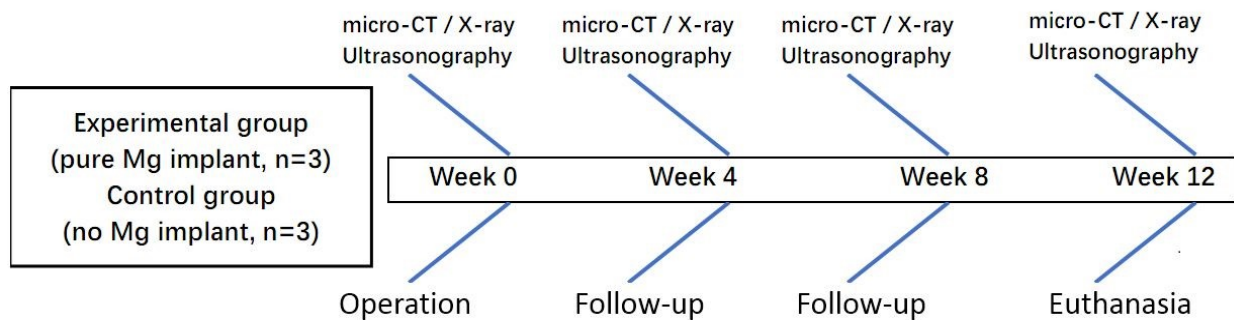 micro-CT / X-ray
Ultrasonography
micro-CT / X-ray
Ultrasonography
micro-CT / X-ray
Ultrasonography
micro-CT / X-ray
Ultrasonography
Experimental group
(pure Mg implant, n=3)
Control group
(no Mg implant, n=3)
Week 0
Week 4
Week 8
Week 12
Operation
Follow-up
Follow-up
Euthanasia